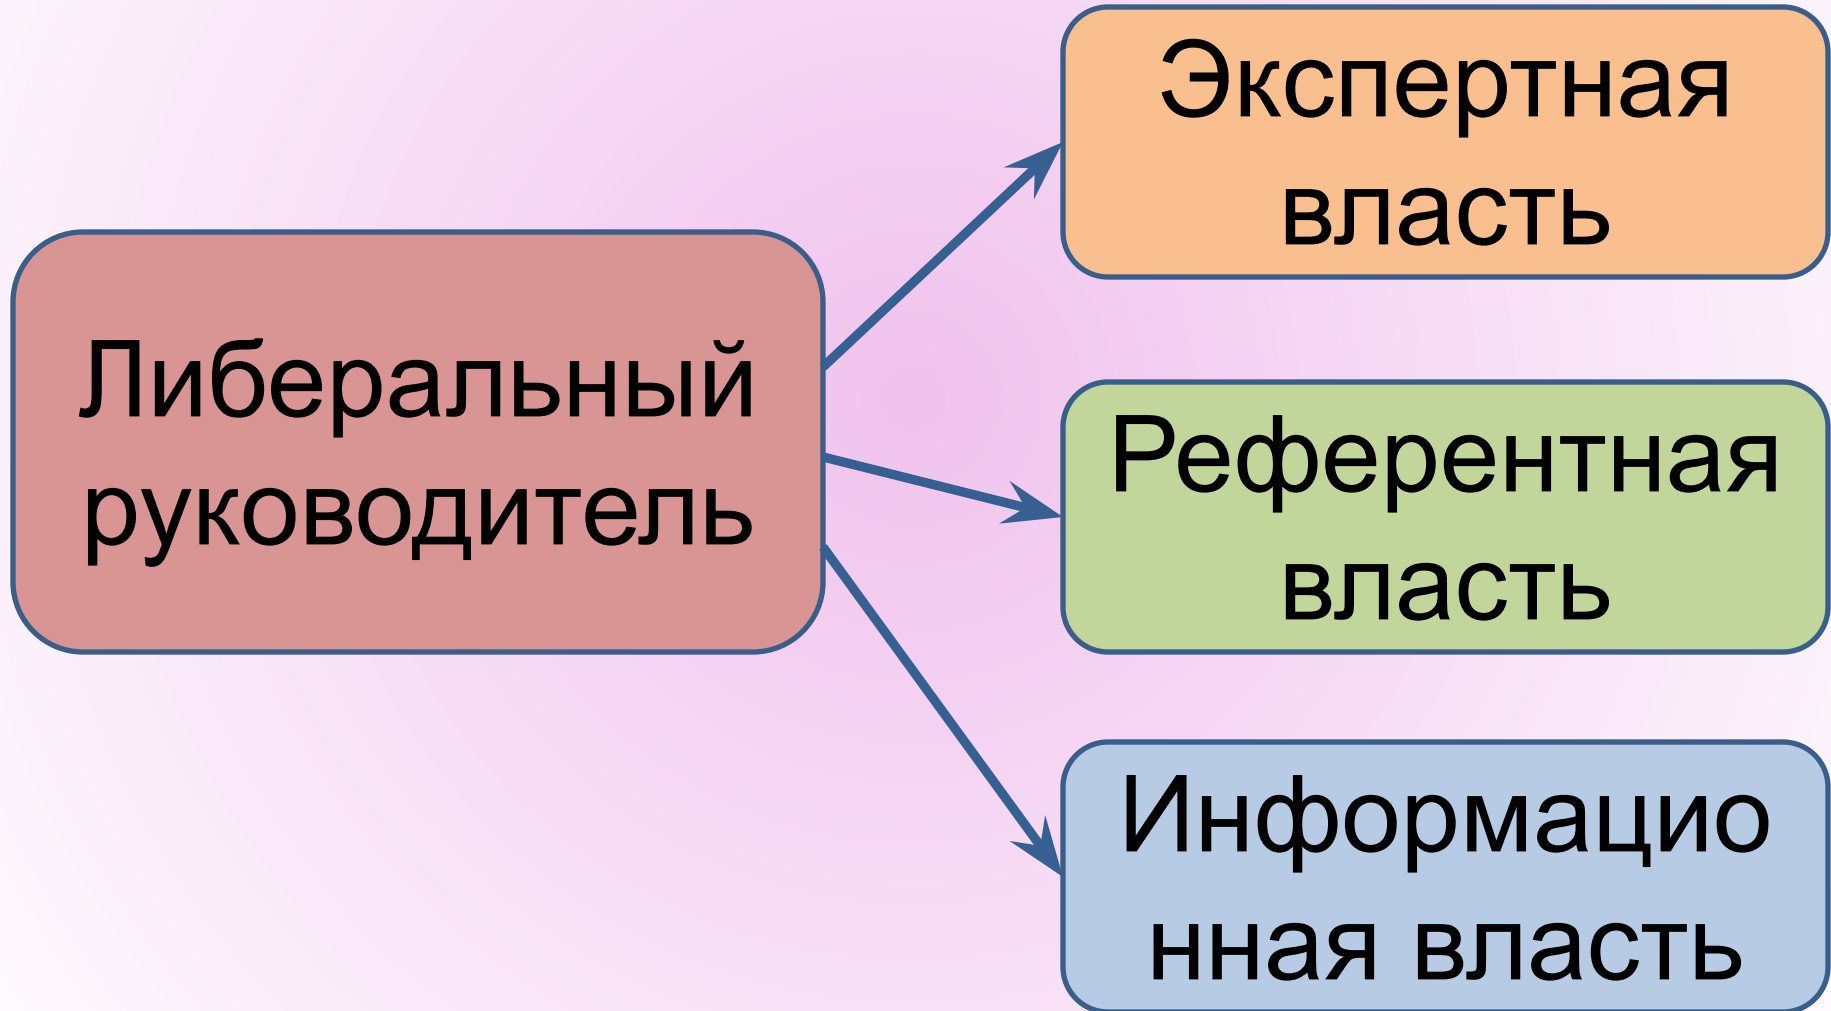 Либеральный
руководитель
Экспертная
власть
Референтная
власть
Информацио
нная власть